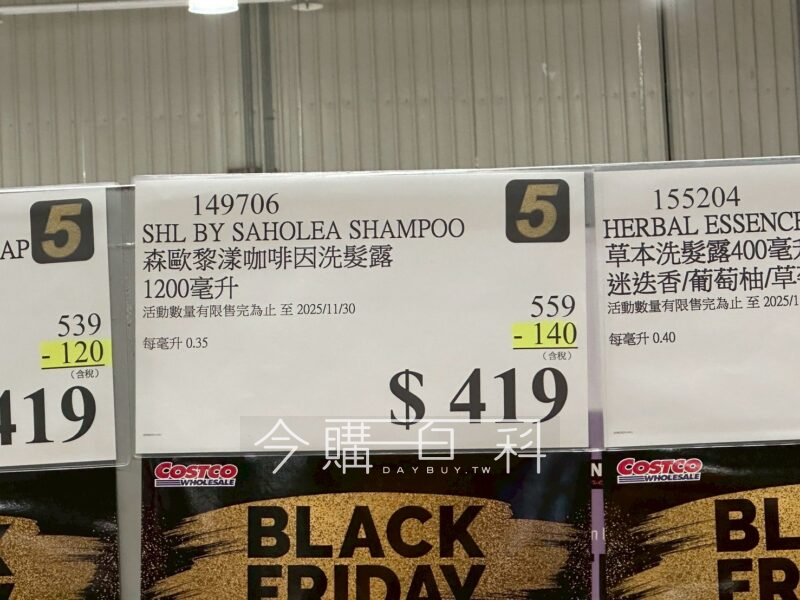 AP
5
539
- 120
(含稅)
419
149706
5
SHL BY SAHOLEA SHAMPOO
森歐黎漾咖啡因洗髮露
1200毫升
活動數量有限售完為止 至 2025/11/30
559
- 140
每毫升 0.35
(含稅)
$ 419
155204
HERBAL ESSENCE
草本洗髮露400毫升
迷迭香/葡萄柚/草
活動數量有限售完為止 至 2025/1
每毫升 0.40
今購百科
DAYBUY.TW
COSTCO
WHOLESALE
BLACK
FRIDAY
COSTCO
WHOLESALE
BL
FR